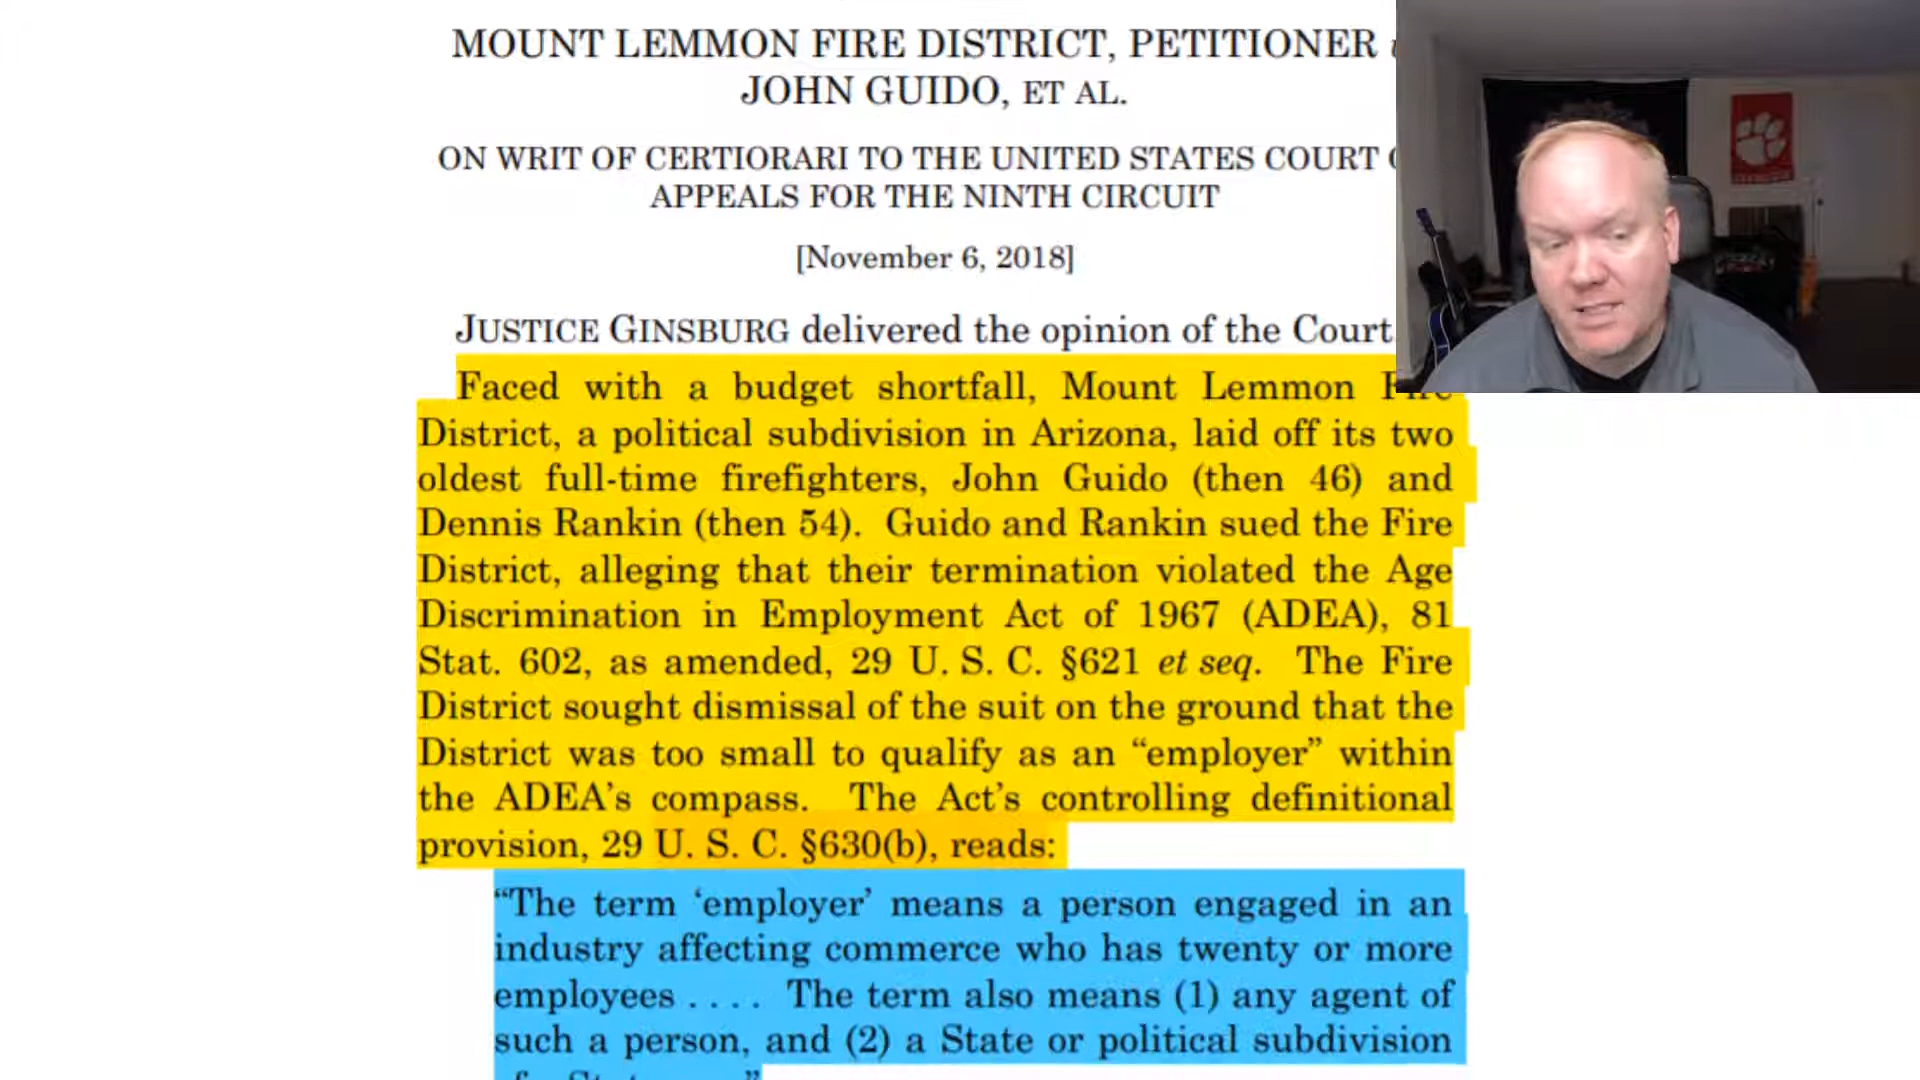 MOUNT LEMMON FIRE DISTRICT, PETITIONER
JOHN GUIDO, ET AL.
ON WRIT OF CERTIORARI TO THE UNITED STATES COURT
APPEALS FOR THE NINTH CIRCUIT
[November 6, 2018]
JUSTICE GINSBURG delivered the opinion of the Court.
Faced with a budget shortfall, Mount Lemmon Fire
District, a political subdivision in Arizona, laid off its two
oldest full-time firefighters, John Guido (then 46) and
Dennis Rankin (then 54). Guido and Rankin sued the Fire
District, alleging that their termination violated the Age
Discrimination in Employment Act of 1967 (ADEA), 81
Stat. 602, as amended, 29 U. S. C. §621 et seq. The Fire
District sought dismissal of the suit on the ground that the
District was too small to qualify as an “employer” within
the ADEA’s compass. The Act’s controlling definitional
provision, 29 U. S. C. §630(b), reads:
“The term ‘employer’ means a person engaged in an
industry affecting commerce who has twenty or more
employees . . . . The term also means (1) any agent of
such a person, and (2) a State or political subdivision